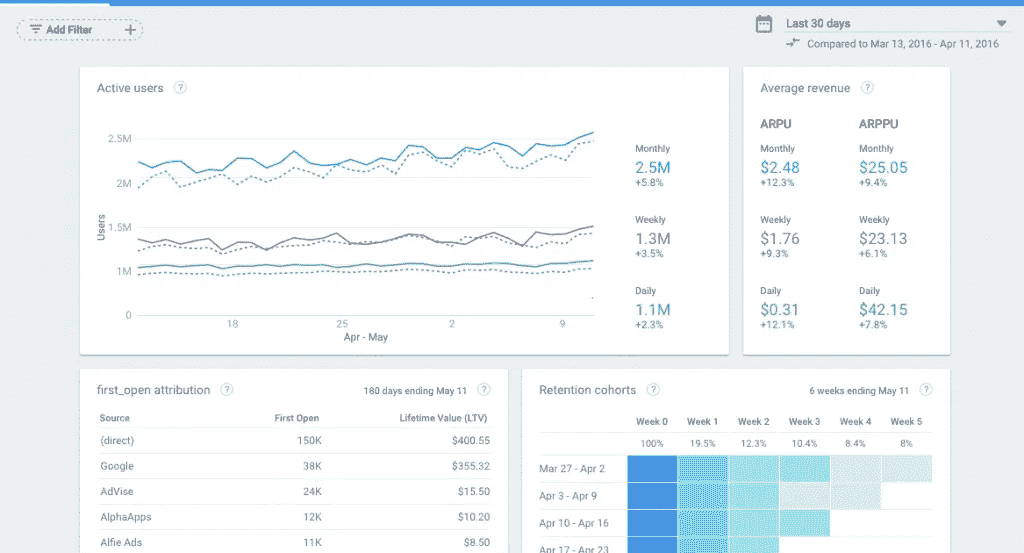 Add Filter +
Last 30 days
Compared to Mar 13, 2016 - Apr 11, 2016
Active users ?
2.5M
2M
1.5M
1M
0
Users
18 25 2 9
Apr - May
Monthly
2.5M
+5.8%
Weekly
1.3M
+3.5%
Daily
1.1M
+2.3%
Average revenue ?
ARPU ARPPU
Monthly Monthly
$2.48 $25.05
+12.3% +9.4%
Weekly Weekly
$1.76 $23.13
+9.3% +6.1%
Daily Daily
$0.31 $42.15
+12.1% +7.8%
first_open attribution ? 180 days ending May 11 ?
Source First Open Lifetime Value (LTV)
(direct) 150K $400.55
Google 38K $355.32
AdVise 24K $15.50
AlphaApps 12K $10.20
Alfie Ads 11K $8.50
Retention cohorts ? 6 weeks ending May 11 ?
Week 0 Week 1 Week 2 Week 3 Week 4 Week 5
100% 19.5% 12.3% 10.4% 8.4% 8%
Mar 27 - Apr 2
Apr 3 - Apr 9
Apr 10 - Apr 16
Apr 17 - Apr 23